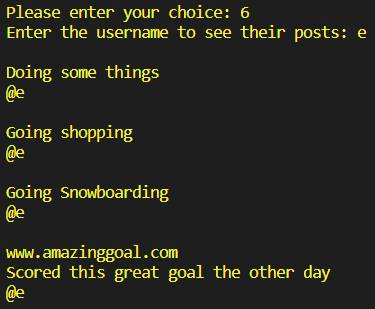 Please enter your choice: 6
Enter the username to see their posts: e
Doing some things
@e
Going shopping
@e
Going Snowboarding
@e
www.amazinggoal.com
Scored this great goal the other day
@e